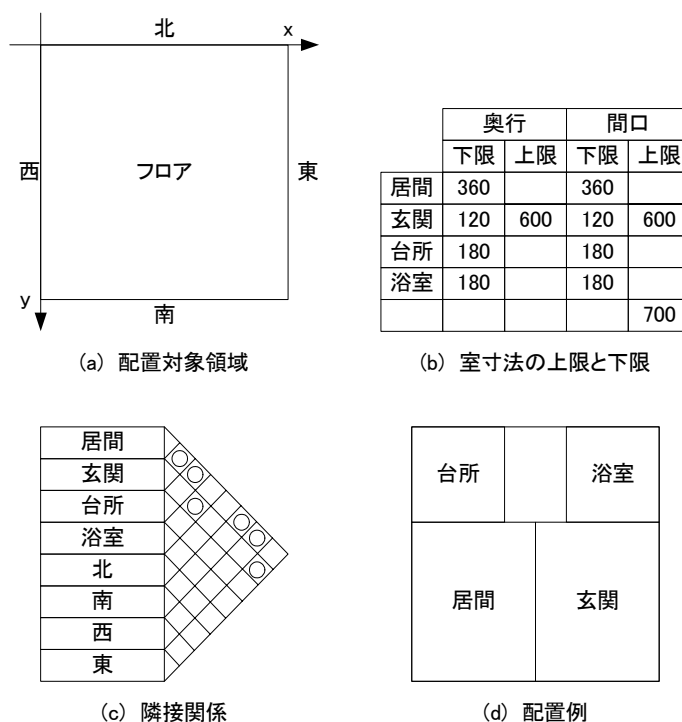 北
x
西
フロア
東
y
南
(a) 配置対象領域
奥行 間口
下限 上限 下限 上限
居間 360 360
玄関 120 600 120 600
台所 180 180
浴室 180 180
700
(b) 室寸法の上限と下限
居間
玄関
台所
浴室
北
南
西
東
(c) 隣接関係
台所 浴室
居間 玄関
(d) 配置例